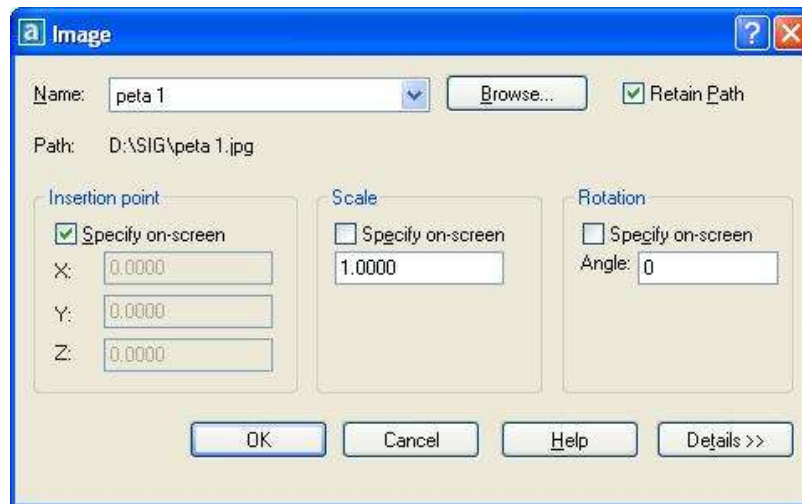 a Image
Name: peta 1 Browse... Retain Path
Path: D:\SIG\peta 1.jpg
Insertion point
Specify on-screen
X: 0.0000
Y: 0.0000
Z: 0.0000
Scale
Specify on-screen
1.0000
Rotation
Specify on-screen
Angle: 0
OK Cancel Help Details >>